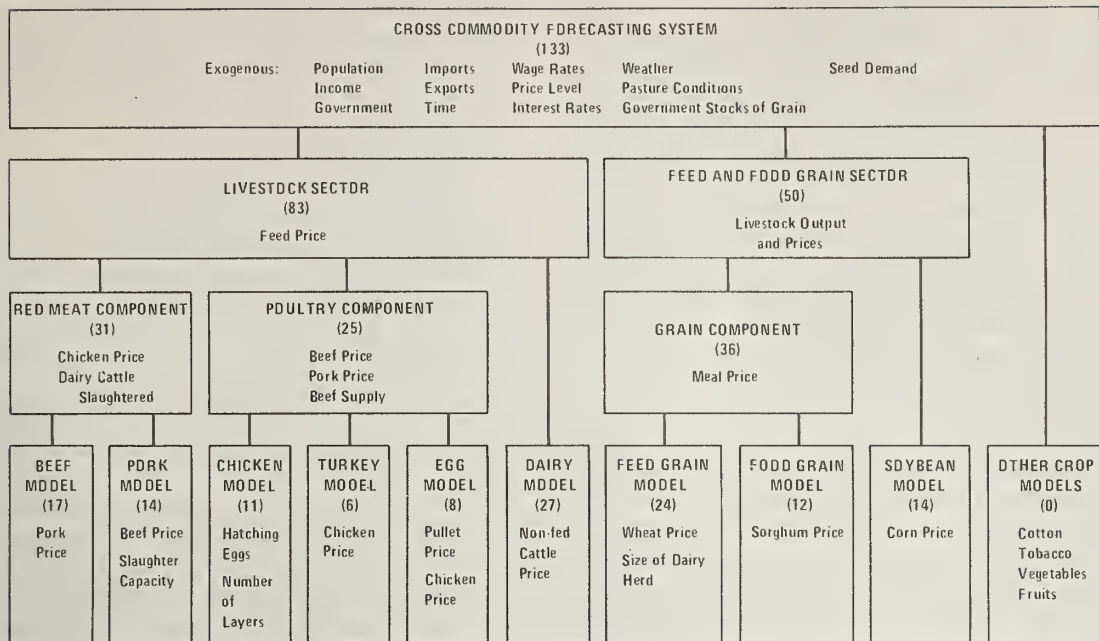 CROSS COMMODITY FORECASTING SYSTEM
(133)
Exogenous: Population Imports Wage Rates Weather Seed Demand
Income Exports Price Level Pasture Conditions
Government Time Interest Rates Government Stocks of Grain
LIVESTOCK SECTOR
(83)
Feed Price
FEED AND FOOD GRAIN SECTOR
(50)
Livestock Output
and Prices
RED MEAT COMPONENT
(31)
Chicken Price
Dairy Cattle
Slaughtered
POULTRY COMPONENT
(25)
Beef Price
Pork Price
Beef Supply
GRAIN COMPONENT
(36)
Meal Price
BEEF
MODEL
(17)
Pork
Price
PORK
MODEL
(14)
Beef Price
Slaughter
Capacity
CHICKEN
MODEL
(11)
Hatching
Eggs
Number
of
Layers
TURKEY
MODEL
(6)
Chicken
Price
EGG
MODEL
(8)
Pullet
Price
Chicken
Price
DAIRY
MODEL
(27)
Non-fed
Cattle
Price
FEED GRAIN
MODEL
(24)
Wheat Price
Size of Dairy
Herd
FOOD GRAIN
MODEL
(12)
Sorghum Price
SOYBEAN
MODEL
(14)
Corn Price
OTHER CROP
MODELS
(0)
Cotton
Tobacco
Vegetables
Fruits